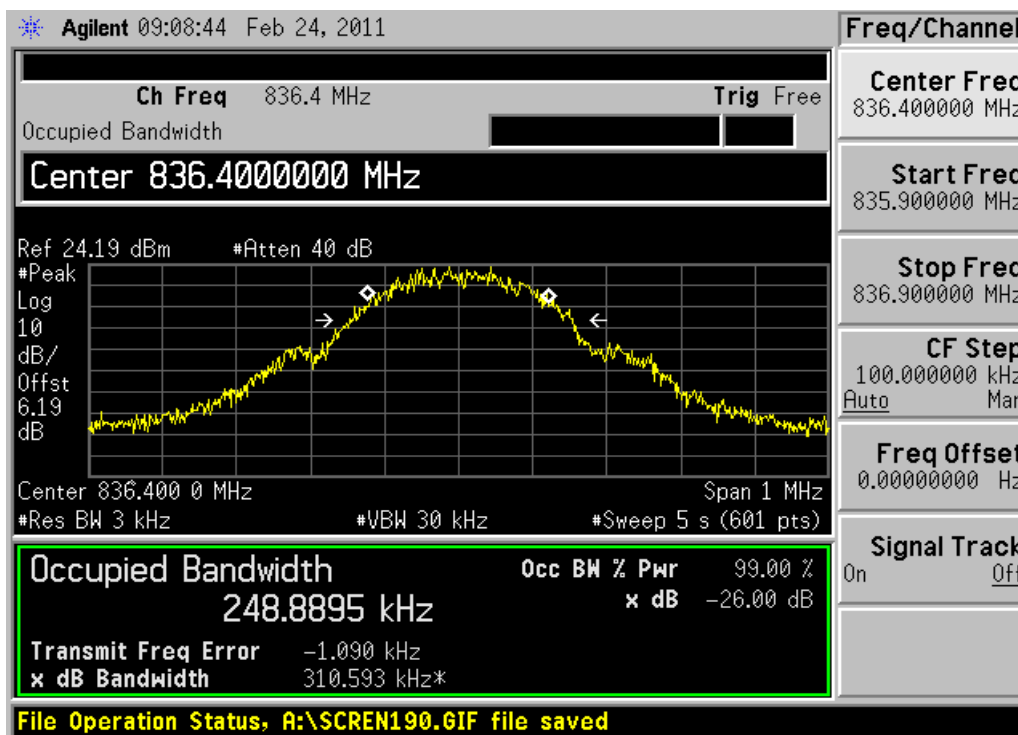 Agilent 09:08:44 Feb 24, 2011
Freq/Channel
Ch Freq 836.4 MHz
Trig Free
Occupied Bandwidth
Center 836.4000000 MHz
Ref 24.19 dBm #Atten 40 dB
#Peak
Log
10
dB/
Offst
6.19
dB
Center 836.400 0 MHz
Span 1 MHz
#Res BW 3 kHz
#VBW 30 kHz
#Sweep 5 s (601 pts)
Occupied Bandwidth
248.8895 kHz
Occ BW % Pwr 99.00 %
x dB -26.00 dB
Transmit Freq Error -1.090 kHz
x dB Bandwidth 310.593 kHz*
File Operation Status, A:\SCREN190.GIF file saved
Center Freq
836.400000 MHz
Start Freq
835.900000 MHz
Stop Freq
836.900000 MHz
CF Step
100.000000 kHz
Auto Man
Freq Offset
0.00000000 Hz
Signal Track
On Off